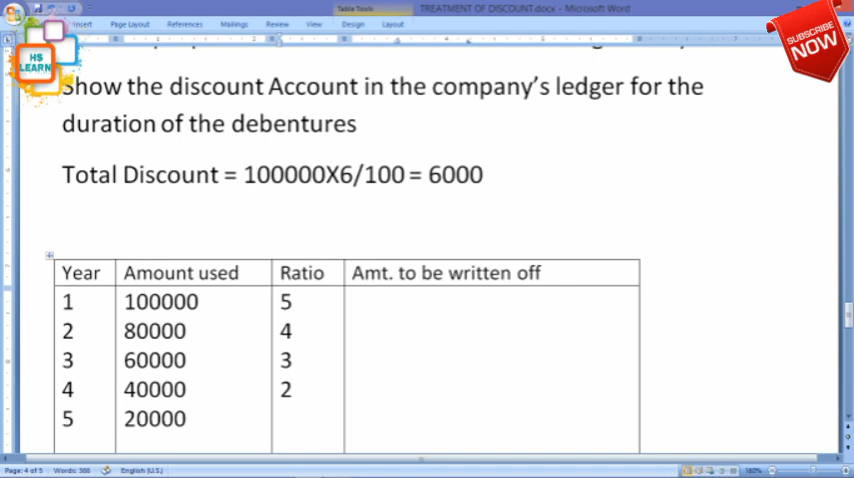 TREATMENT OF DISCOUNT.docx - Microsoft Word
Table Tools
Insert Page Layout References Mailings Review View Design Layout
SUBSCRIBE
NOW
HS
LEARN
Show the discount Account in the company's ledger for the
duration of the debentures
Total Discount = 100000X6/100 = 6000
Year Amount used Ratio Amt. to be written off
1 100000 5
2 80000 4
3 60000 3
4 40000 2
5 20000
Page: 4 of 5 Words: 388 English (U.S.) 180%